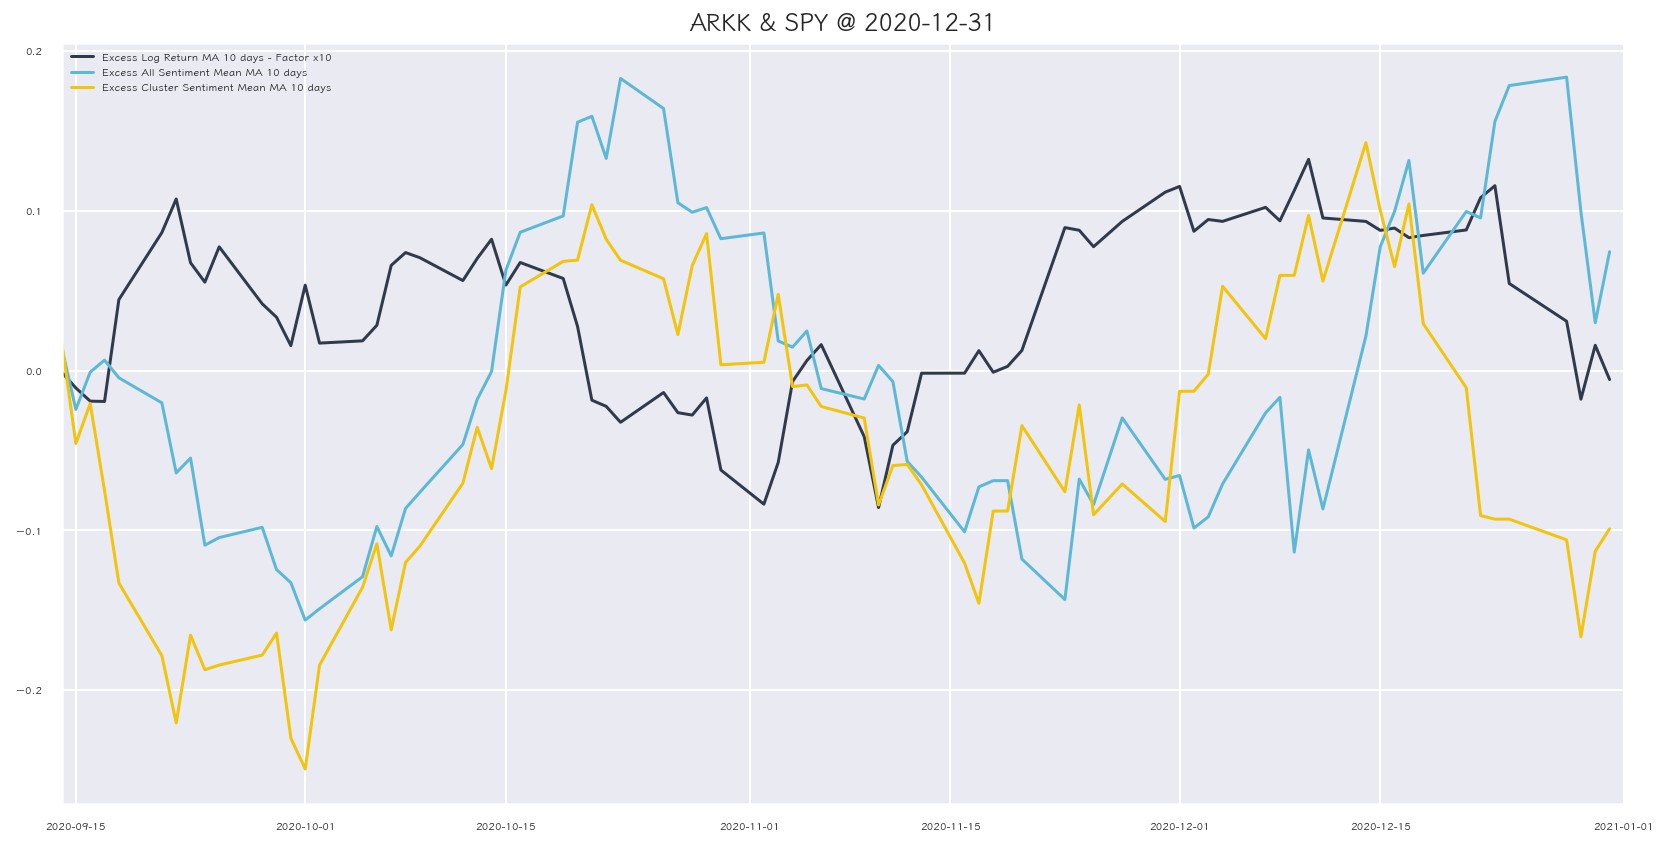 ARKK & SPY @ 2020-12-31
0.2
Excess Log Return MA 10 days - Factor x10
Excess All Sentiment Mean MA 10 days
Excess Cluster Sentiment Mean MA 10 days
0.1
0.0
−0.1
−0.2
2020-09-15 2020-10-01 2020-10-15 2020-11-01 2020-11-15 2020-12-01 2020-12-15 2021-01-01